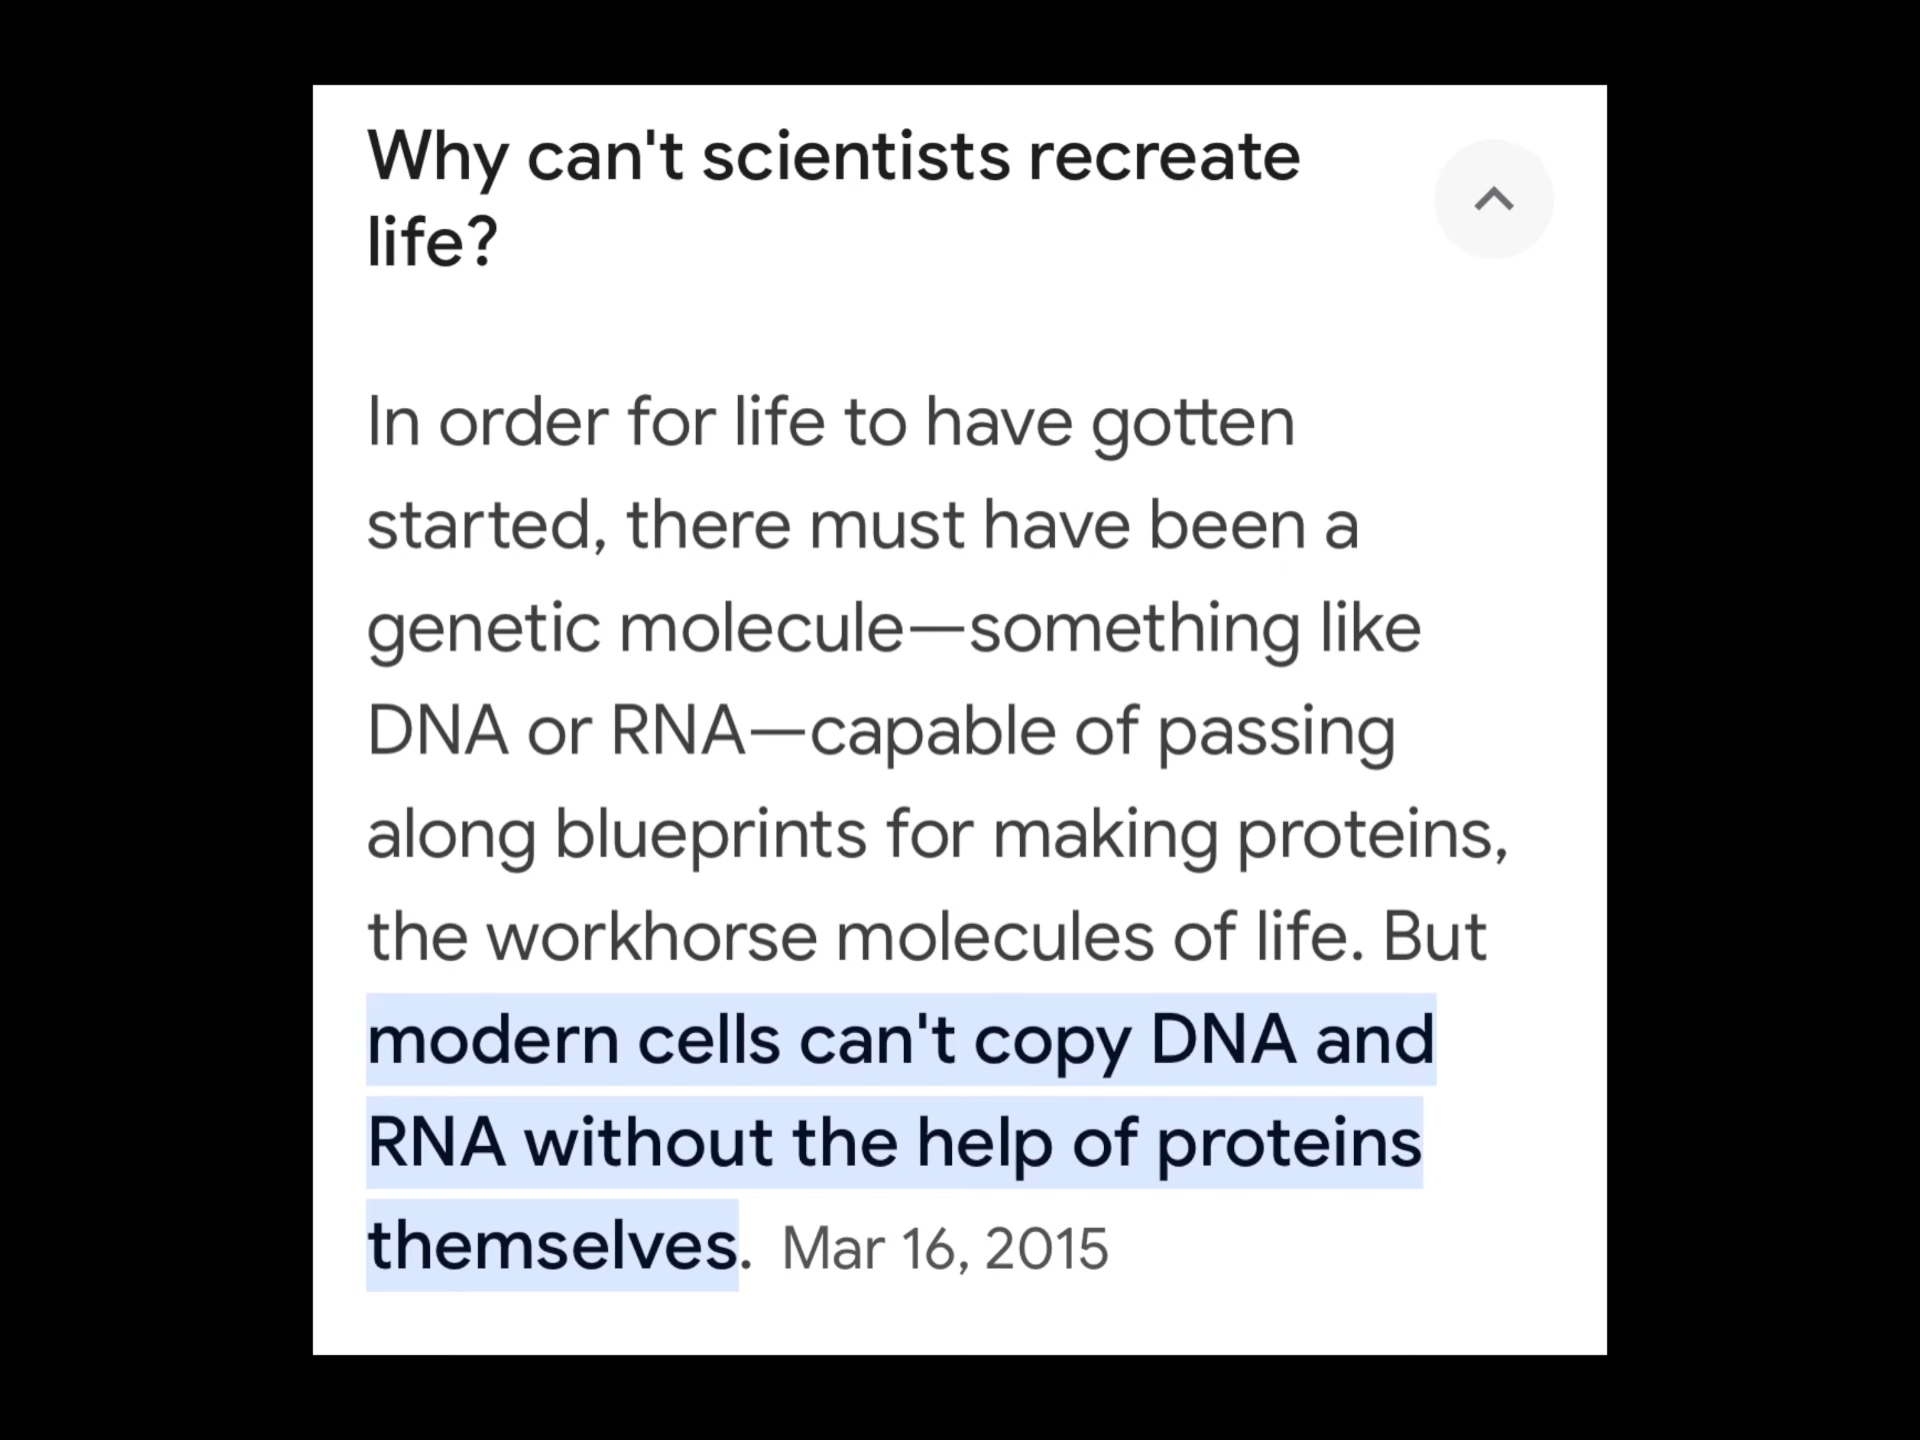 Why can't scientists recreate
life?
In order for life to have gotten
started, there must have been a
genetic molecule—something like
DNA or RNA—capable of passing
along blueprints for making proteins,
the workhorse molecules of life. But
modern cells can't copy DNA and
RNA without the help of proteins
themselves. Mar 16, 2015